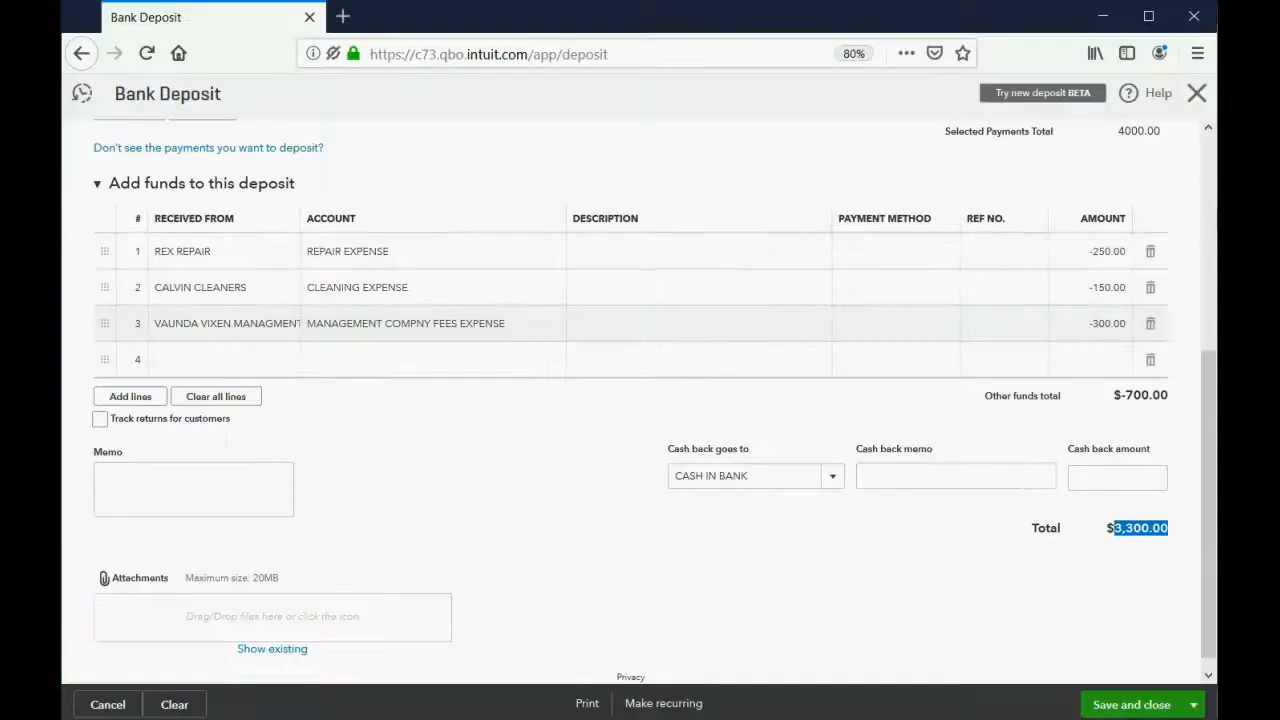 Bank Deposit
https://c73.qbo.intuit.com/app/deposit
80%
Bank Deposit
Try new deposit BETA
Help
Selected Payments Total 4000.00
Don't see the payments you want to deposit?
Add funds to this deposit
# RECEIVED FROM ACCOUNT DESCRIPTION PAYMENT METHOD REF NO. AMOUNT
1 REX REPAIR REPAIR EXPENSE -250.00
2 CALVIN CLEANERS CLEANING EXPENSE -150.00
3 VAUNDA VIXEN MANAGMENT MANAGEMENT COMPNY FEES EXPENSE -300.00
4
Add lines Clear all lines Other funds total $-700.00
Track returns for customers
Memo Cash back goes to Cash back memo Cash back amount
CASH IN BANK
Total $3,300.00
Attachments Maximum size: 20MB
Drag/Drop files here or click the icon
Show existing
Privacy
Cancel Clear Print Make recurring Save and close